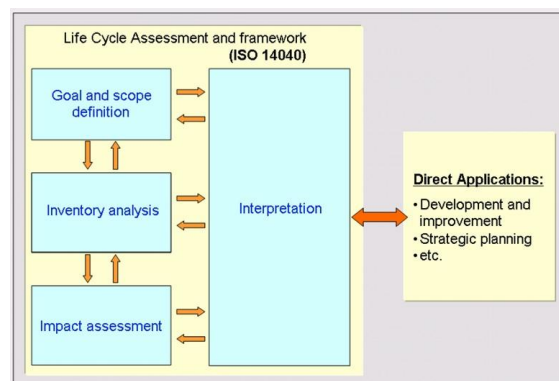 Life Cycle Assessment and framework
(ISO 14040)
Goal and scope
definition
Inventory analysis
Impact assessment
Interpretation
Direct Applications:
• Development and
improvement
• Strategic planning
• etc.